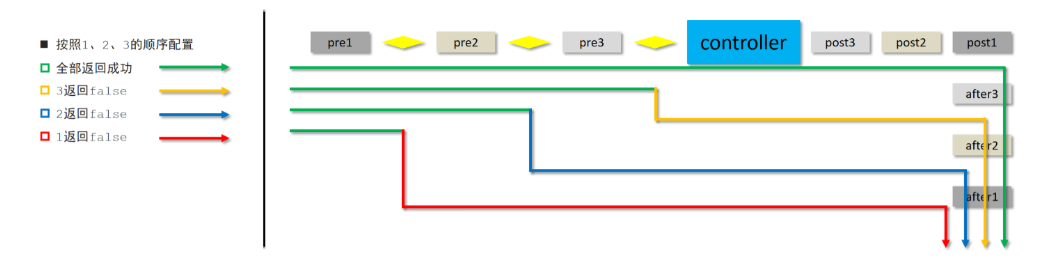 按照1、2、3的顺序配置
全部返回成功
3返回false
2返回false
1返回false
pre1 pre2 pre3 controller post3 post2 post1
after3
after2
after1